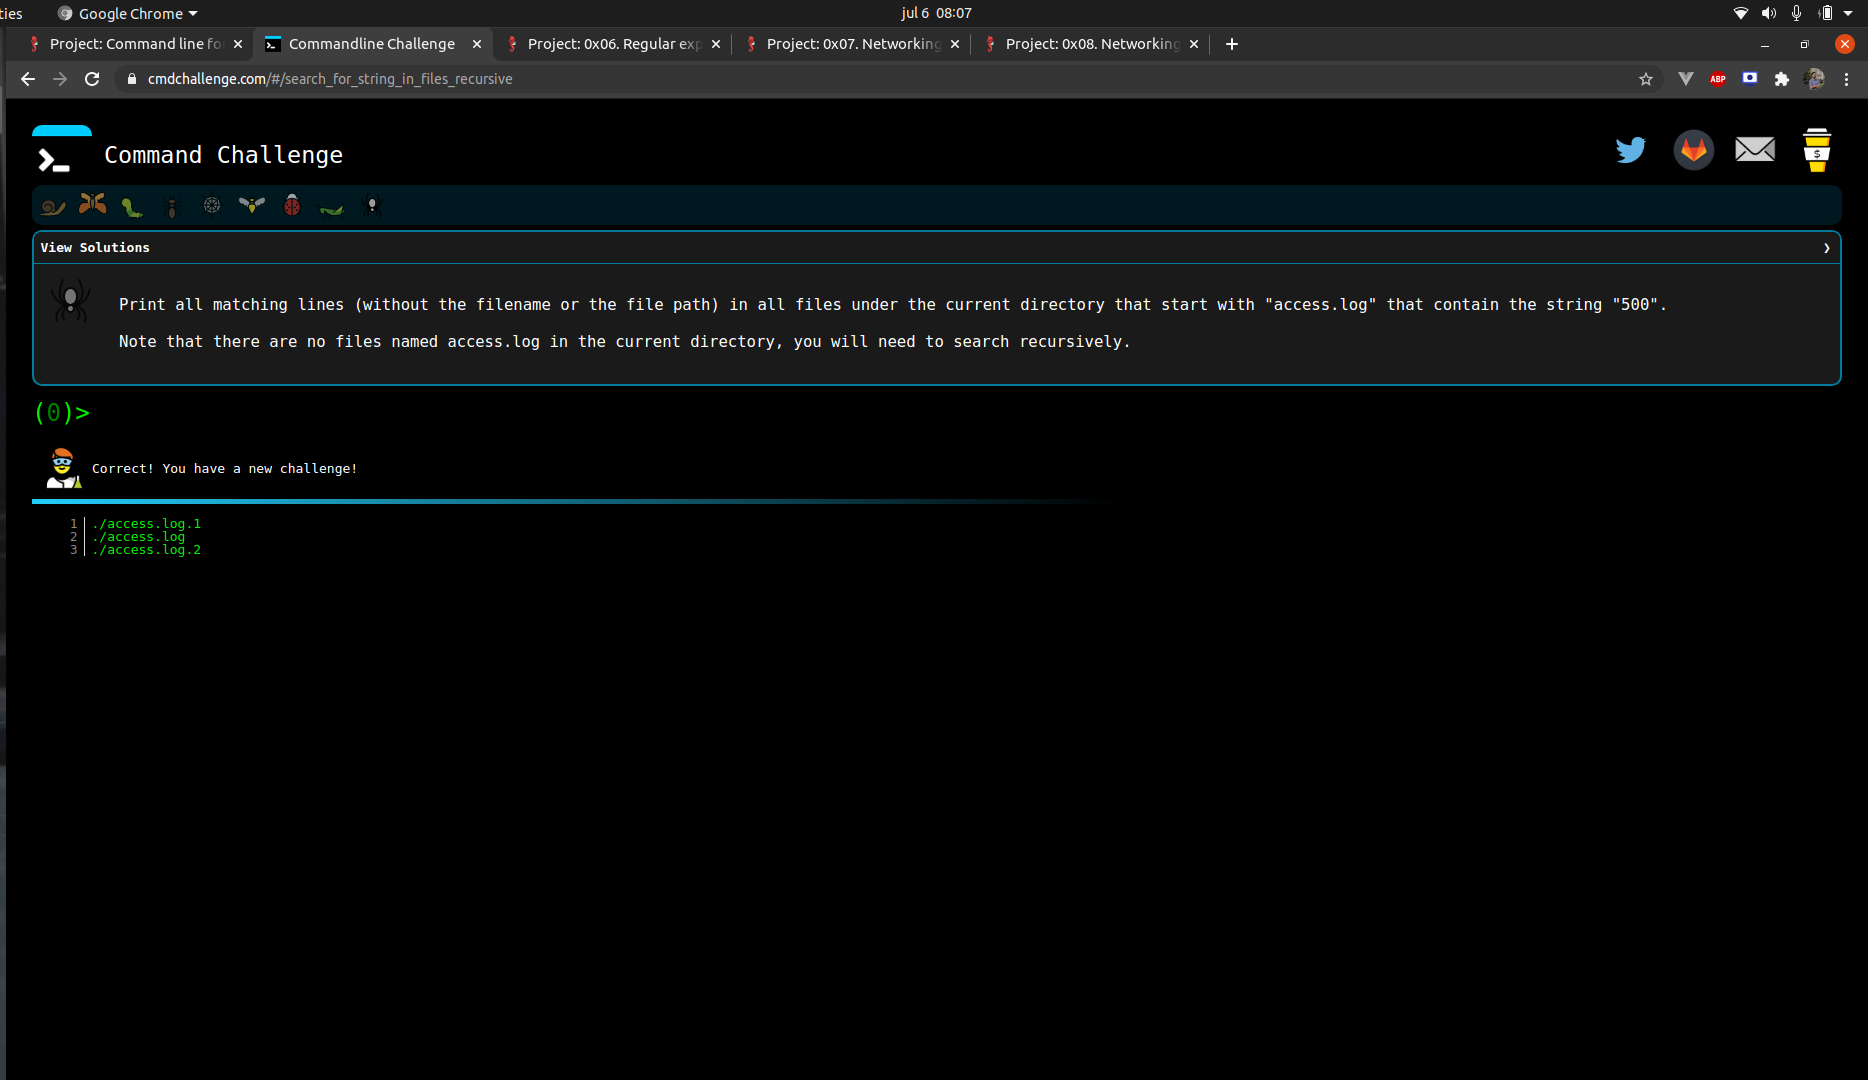 ties
Google Chrome
jul 6 08:07
Project: Command line fo
Commandline Challenge
Project: 0x06. Regular exp
Project: 0x07. Networking
Project: 0x08. Networking
cmdchallenge.com/#/search_for_string_in_files_recursive
ABP
>_
Command Challenge
$
View Solutions
Print all matching lines (without the filename or the file path) in all files under the current directory that start with "access.log" that contain the string "500".
Note that there are no files named access.log in the current directory, you will need to search recursively.
(0)>
Correct! You have a new challenge!
1 ./access.log.1
2 ./access.log
3 ./access.log.2